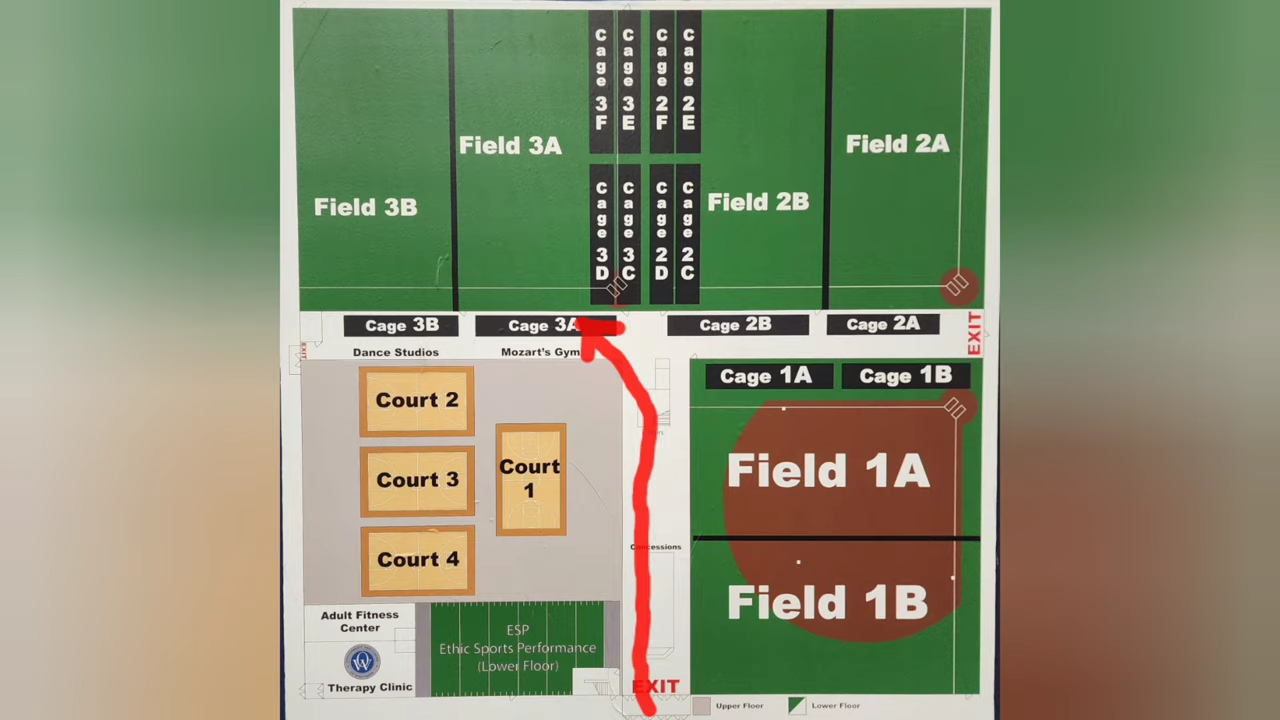 Cage 3F
Cage 3E
Cage 2F
Cage 2E
Field 3A
Field 2A
Field 3B
Field 2B
Cage 3D
Cage 3C
Cage 2D
Cage 2C
Cage 3B
Cage 3A
Cage 2B
Cage 2A
EXIT
EXIT
Dance Studios
Mozart's Gym
Cage 1A
Cage 1B
Court 2
Court 3
Court
1
Court 4
Field 1A
Concessions
Field 1B
Adult Fitness
Center
Therapy Clinic
ESP
Ethic Sports Performance
(Lower Floor)
EXIT
Upper Floor
Lower Floor